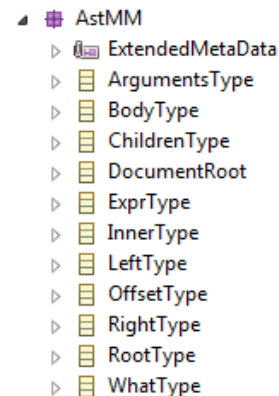 AstMM
ExtendedMetaData
ArgumentsType
BodyType
ChildrenType
DocumentRoot
ExprType
InnerType
LeftType
OffsetType
RightType
RootType
WhatType